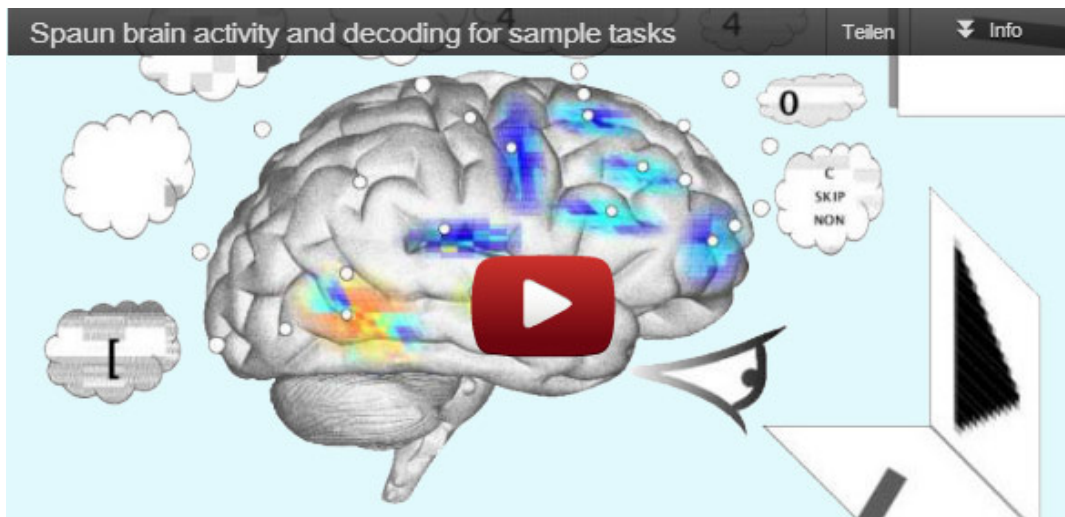 Spaun brain activity and decoding for sample tasks
Teilen
Info
4
4
0
C
SKIP
NON
[